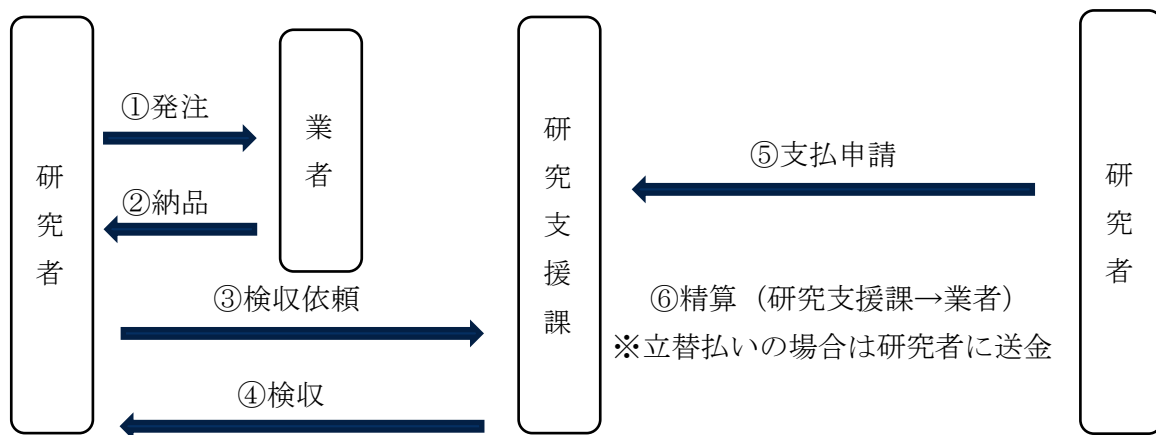 研究者
①発注
②納品
業者
③検収依頼
④検収
研究支援課
⑤支払申請
⑥精算（研究支援課→業者）
※立替払いの場合は研究者に送金
研究者